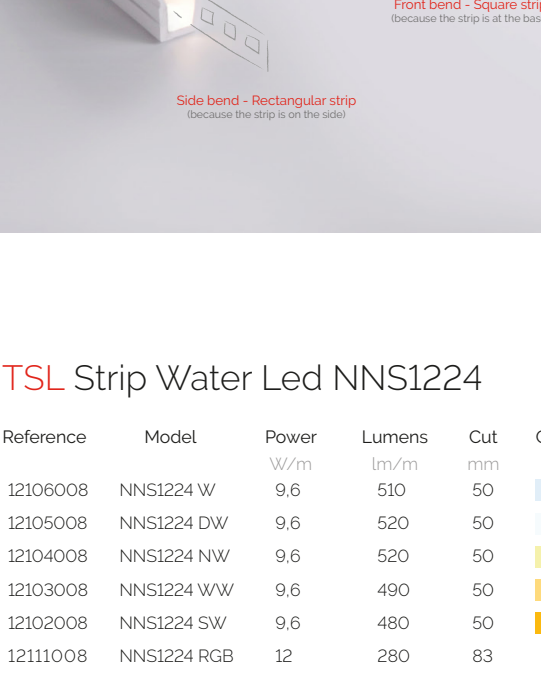 Front bend - Square
(because the strip is at the
Side bend - Rectangular strip
(because the strip is on the side)
TSL Strip Water Led NNS1224
Reference Model Power Lumens Cut
W/m lm/m mm
12106008 NNS1224 W 9,6 510 50
12105008 NNS1224 DW 9,6 520 50
12104008 NNS1224 NW 9,6 520 50
12103008 NNS1224 WW 9,6 490 50
12102008 NNS1224 SW 9,6 480 50
12111008 NNS1224 RGB 12 280 83